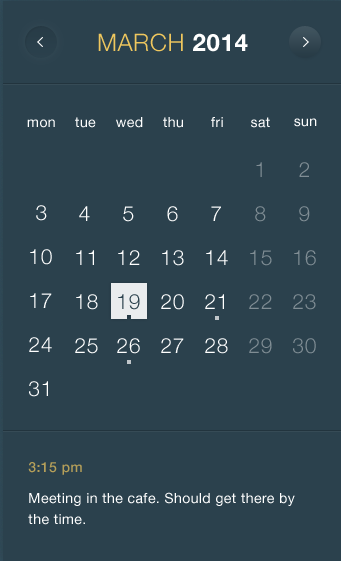 MARCH 2014
mon tue wed thu fri sat sun
1 2
3 4 5 6 7 8 9
10 11 12 13 14 15 16
17 18 19 20 21 22 23
24 25 26 27 28 29 30
31
3:15 pm
Meeting in the cafe. Should get there by
the time.